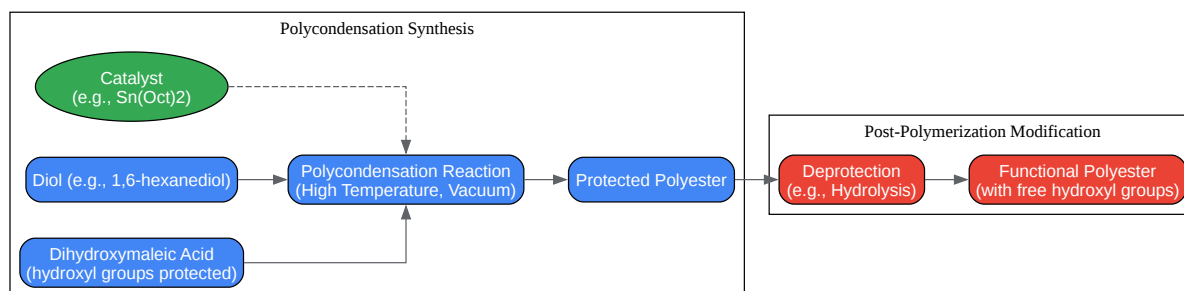 Polycondensation Synthesis
Catalyst
(e.g., Sn(Oct)2)
Diol (e.g., 1,6-hexanediol)
Dihydroxymaleic Acid
(hydroxyl groups protected)
Polycondensation Reaction
(High Temperature, Vacuum)
Protected Polyester
Post-Polymerization Modification
Deprotection
(e.g., Hydrolysis)
Functional Polyester
(with free hydroxyl groups)